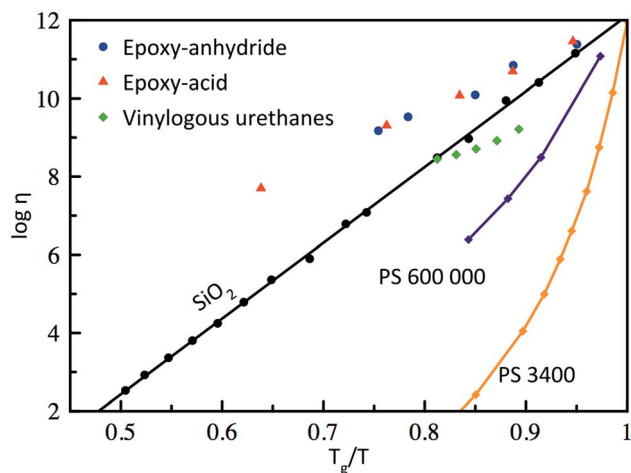 12
10
8
6
4
2
log η
Epoxy-anhydride
Epoxy-acid
Vinylogous urethanes
SiO2
PS 600 000
PS 3400
0.5 0.6 0.7 0.8 0.9 1
Tg/T